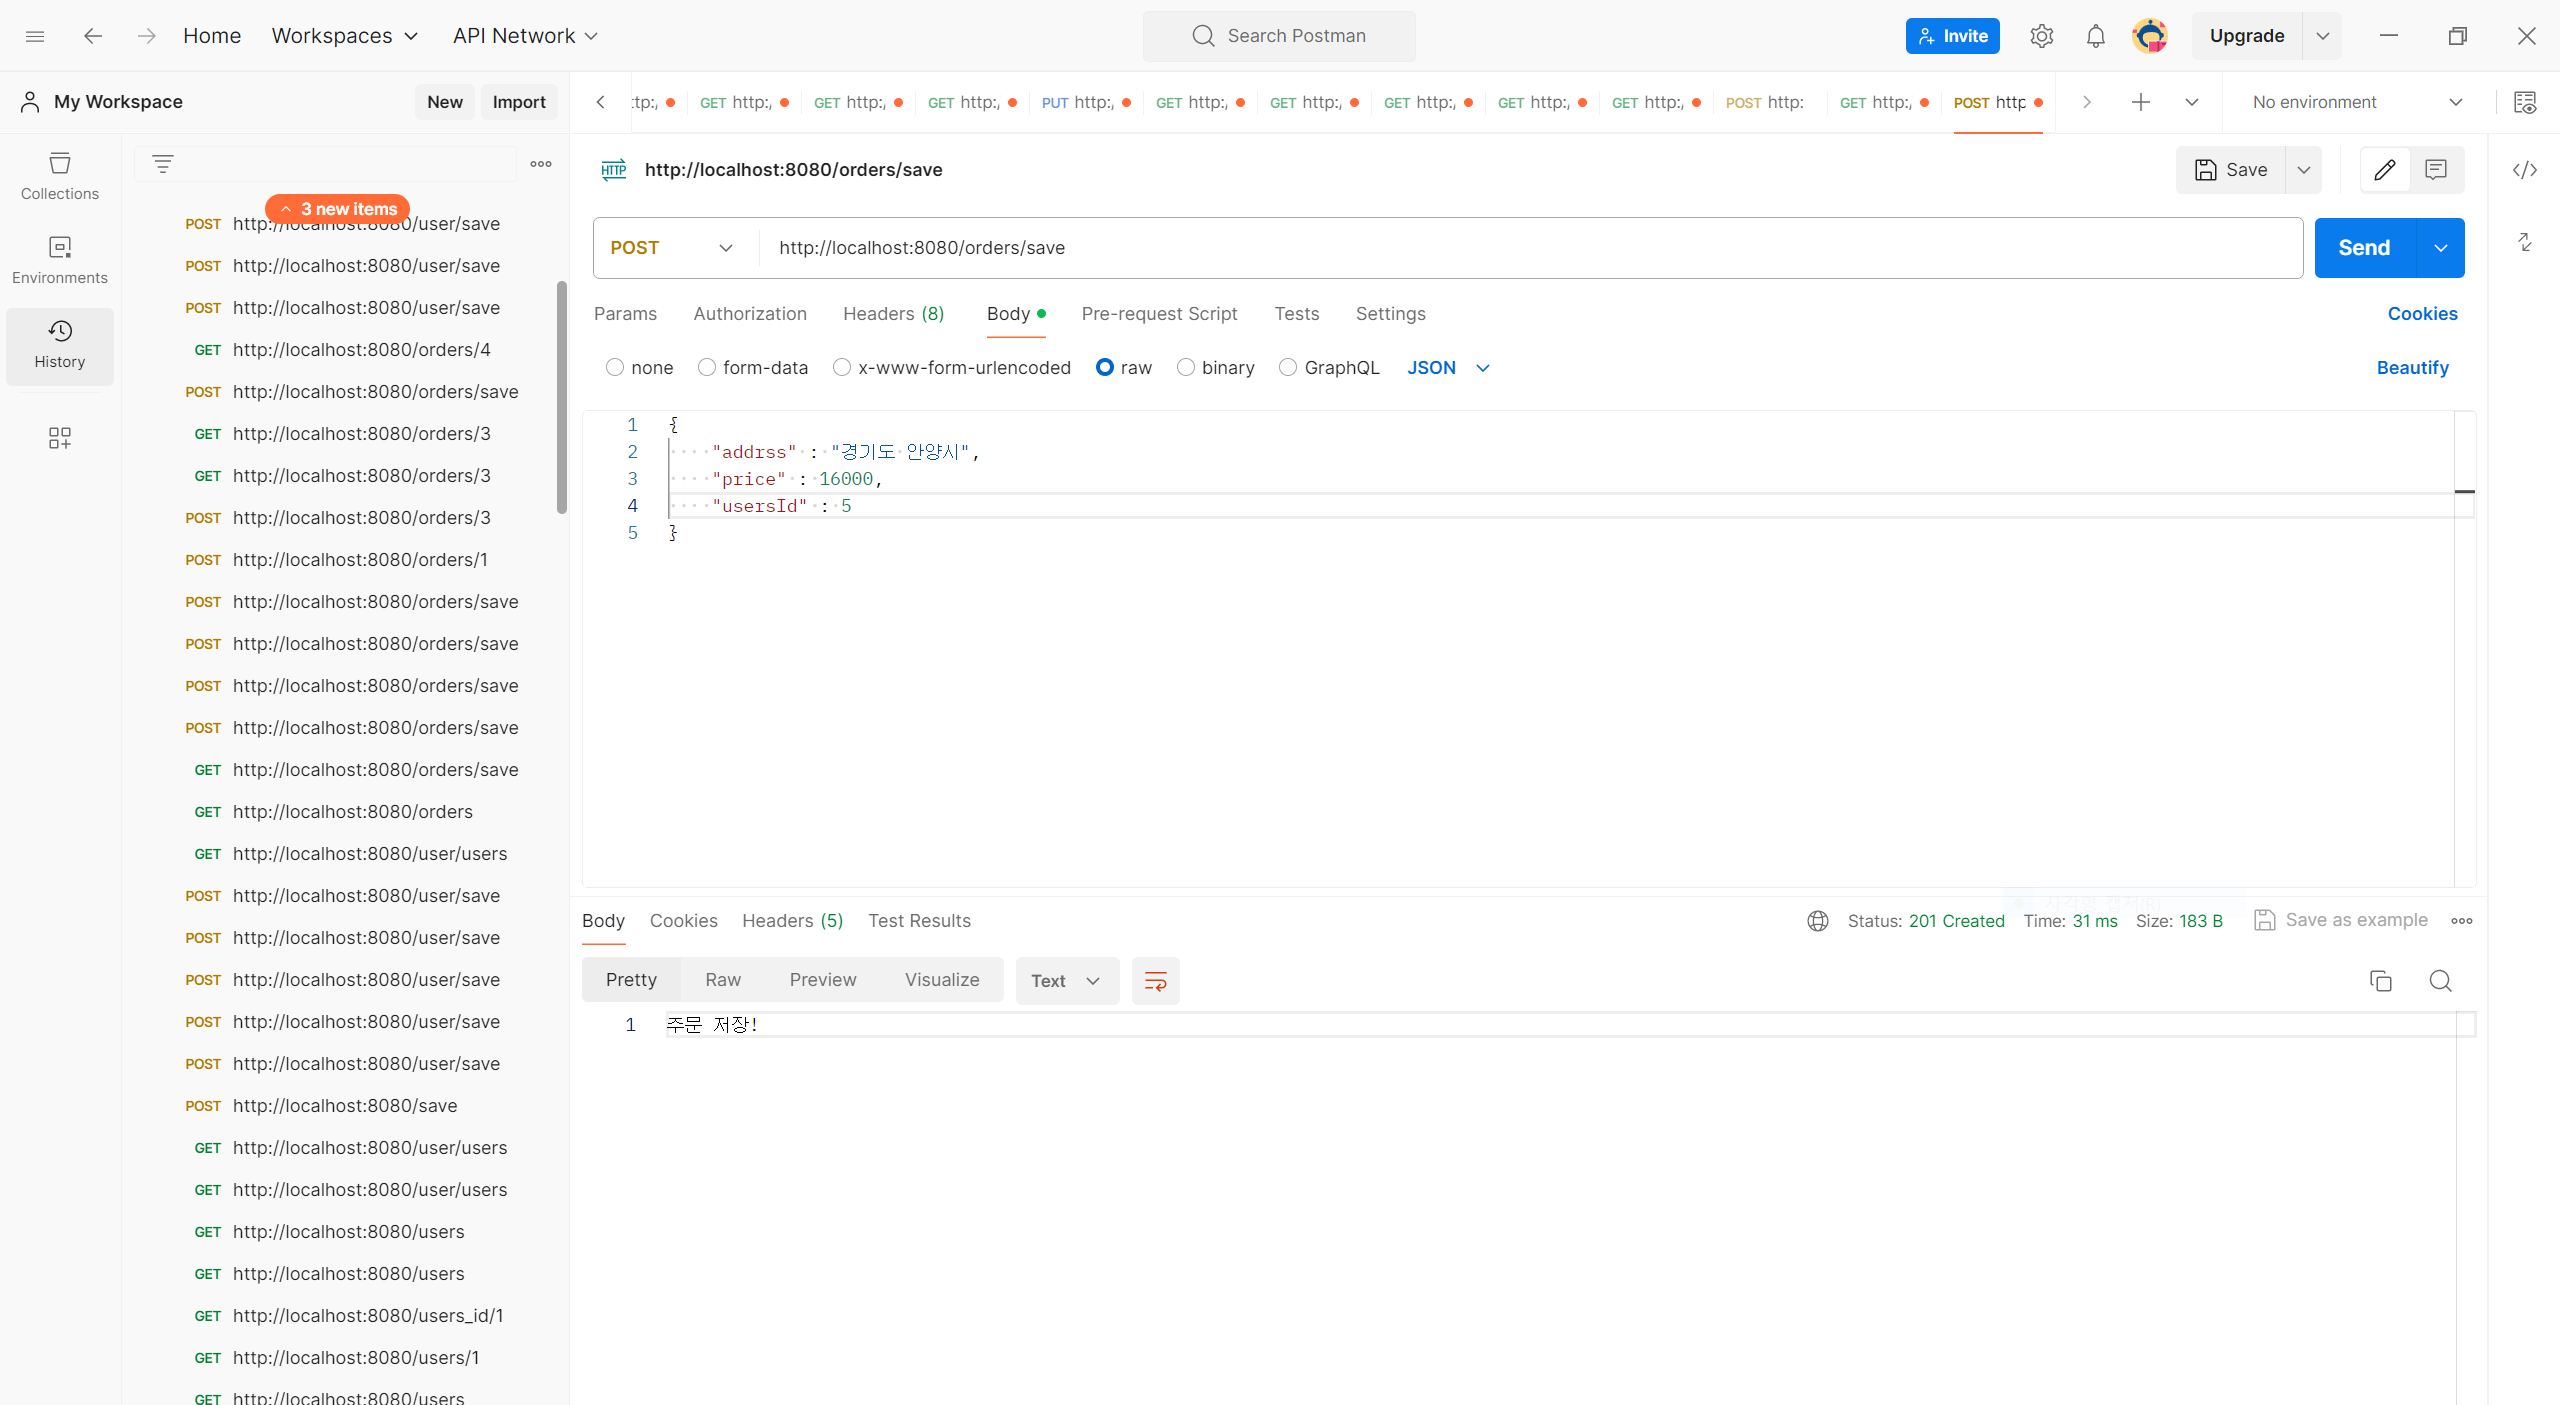 Home
Workspaces
API Network
Search Postman
Invite
Upgrade
My Workspace
New
Import
GET http:/
GET http:/
GET http:/
PUT http:/
GET http:/
GET http:/
GET http:/
GET http:/
GET http:/
POST http:
GET http:/
POST http
No environment
Collections
Environments
History
3 new items
POST http://localhost:8080/user/save
POST http://localhost:8080/user/save
POST http://localhost:8080/user/save
GET http://localhost:8080/orders/4
POST http://localhost:8080/orders/save
GET http://localhost:8080/orders/3
GET http://localhost:8080/orders/3
POST http://localhost:8080/orders/3
POST http://localhost:8080/orders/1
POST http://localhost:8080/orders/save
POST http://localhost:8080/orders/save
POST http://localhost:8080/orders/save
POST http://localhost:8080/orders/save
GET http://localhost:8080/orders/save
GET http://localhost:8080/orders
GET http://localhost:8080/user/users
POST http://localhost:8080/user/save
POST http://localhost:8080/user/save
POST http://localhost:8080/user/save
POST http://localhost:8080/user/save
POST http://localhost:8080/user/save
POST http://localhost:8080/save
GET http://localhost:8080/user/users
GET http://localhost:8080/user/users
GET http://localhost:8080/users
GET http://localhost:8080/users
GET http://localhost:8080/users_id/1
GET http://localhost:8080/users/1
GET http://localhost:8080/users
HTTP http://localhost:8080/orders/save
Save
POST http://localhost:8080/orders/save
Send
Params Authorization Headers (8) Body Pre-request Script Tests Settings
Cookies
none form-data x-www-form-urlencoded raw binary GraphQL JSON
Beautify
1 {
2 "addrss" : "경기도 안양시",
3 "price" : 16000,
4 "usersId" : 5
5 }
Body Cookies Headers (5) Test Results
Status: 201 Created Time: 31 ms Size: 183 B
Save as example
Pretty Raw Preview Visualize
Text
1 주문 저장!